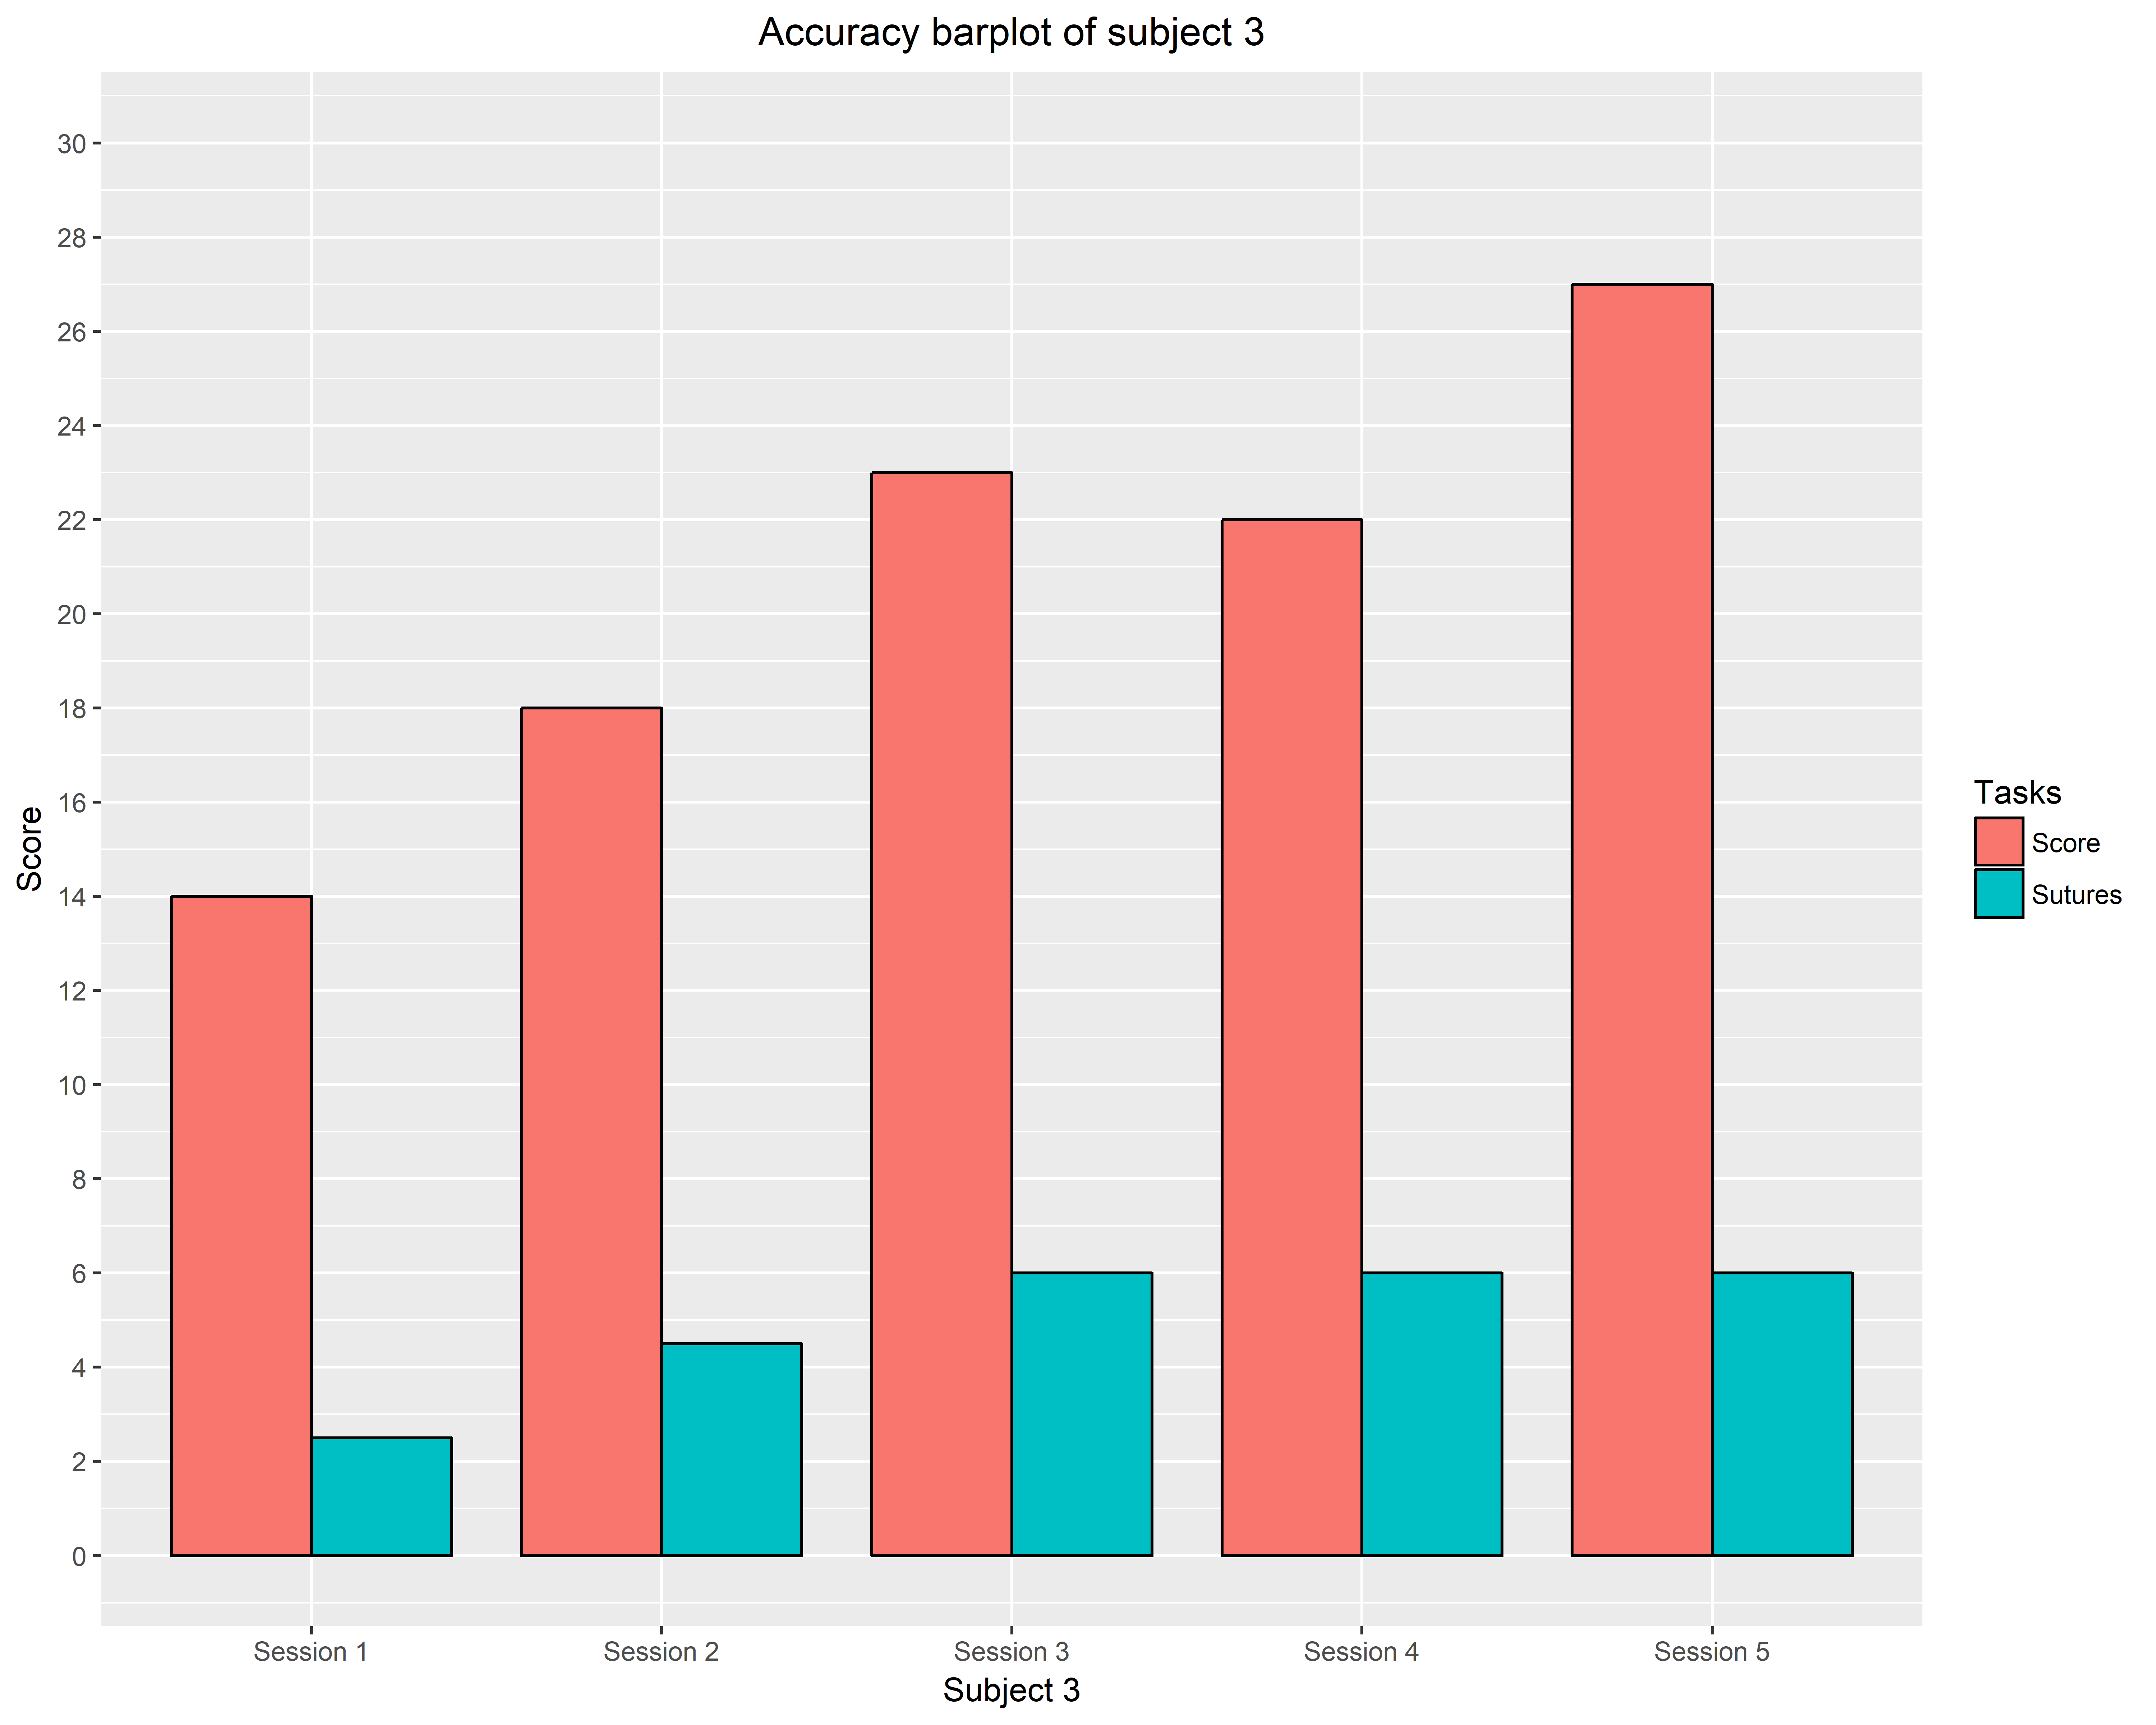 Accuracy barplot of subject 3
30
28
26
24
22
20
18
16
14
12
10
8
6
4
2
0
Score
Session 1 Session 2 Session 3 Session 4 Session 5
Subject 3
Tasks
Score
Sutures